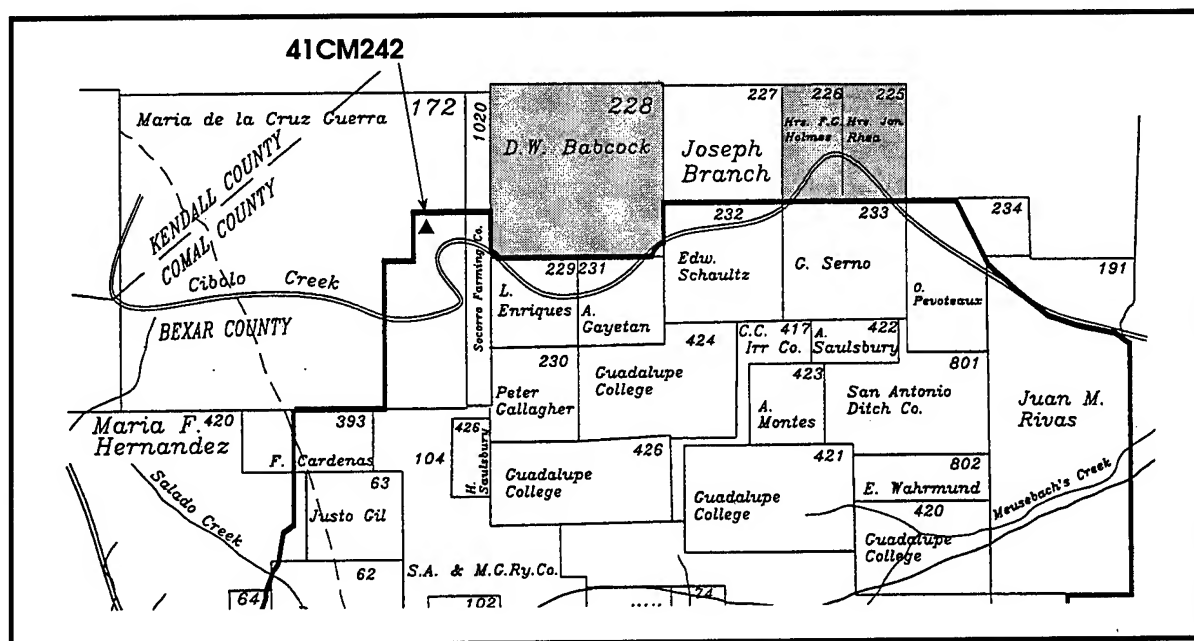 41CM242
Maria de la Cruz Guerra
172
1020
228
D.W. Babcock
227
Joseph
Branch
226
Hrs. F.G.
Holmes
225
Hrs. Jon.
Rhea
KENDALL COUNTY
COMAL COUNTY
Cibolo Creek
BEXAR COUNTY
Socorro Farming Co.
229
L.
Enriques
231
A.
Gayetan
232
Edw.
Schaultz
233
G. Serno
234
191
O.
Pevoteaux
230
Peter
Gallagher
424
Guadalupe
College
C.C. 417
Irr Co.
A. 422
Saulsbury
423
A.
Montes
801
San Antonio
Ditch Co.
Juan M.
Rivas
Maria F. 420
Hernandez
393
F. Cardenas
104
426
H.
Saulsbury
426
Guadalupe
College
421
Guadalupe
College
802
E. Wahrmund
420
Guadalupe
College
Meusebach's Creek
Salado Creek
63
Justo Gil
62
S.A. & M.G.Ry.Co.
64
102
74